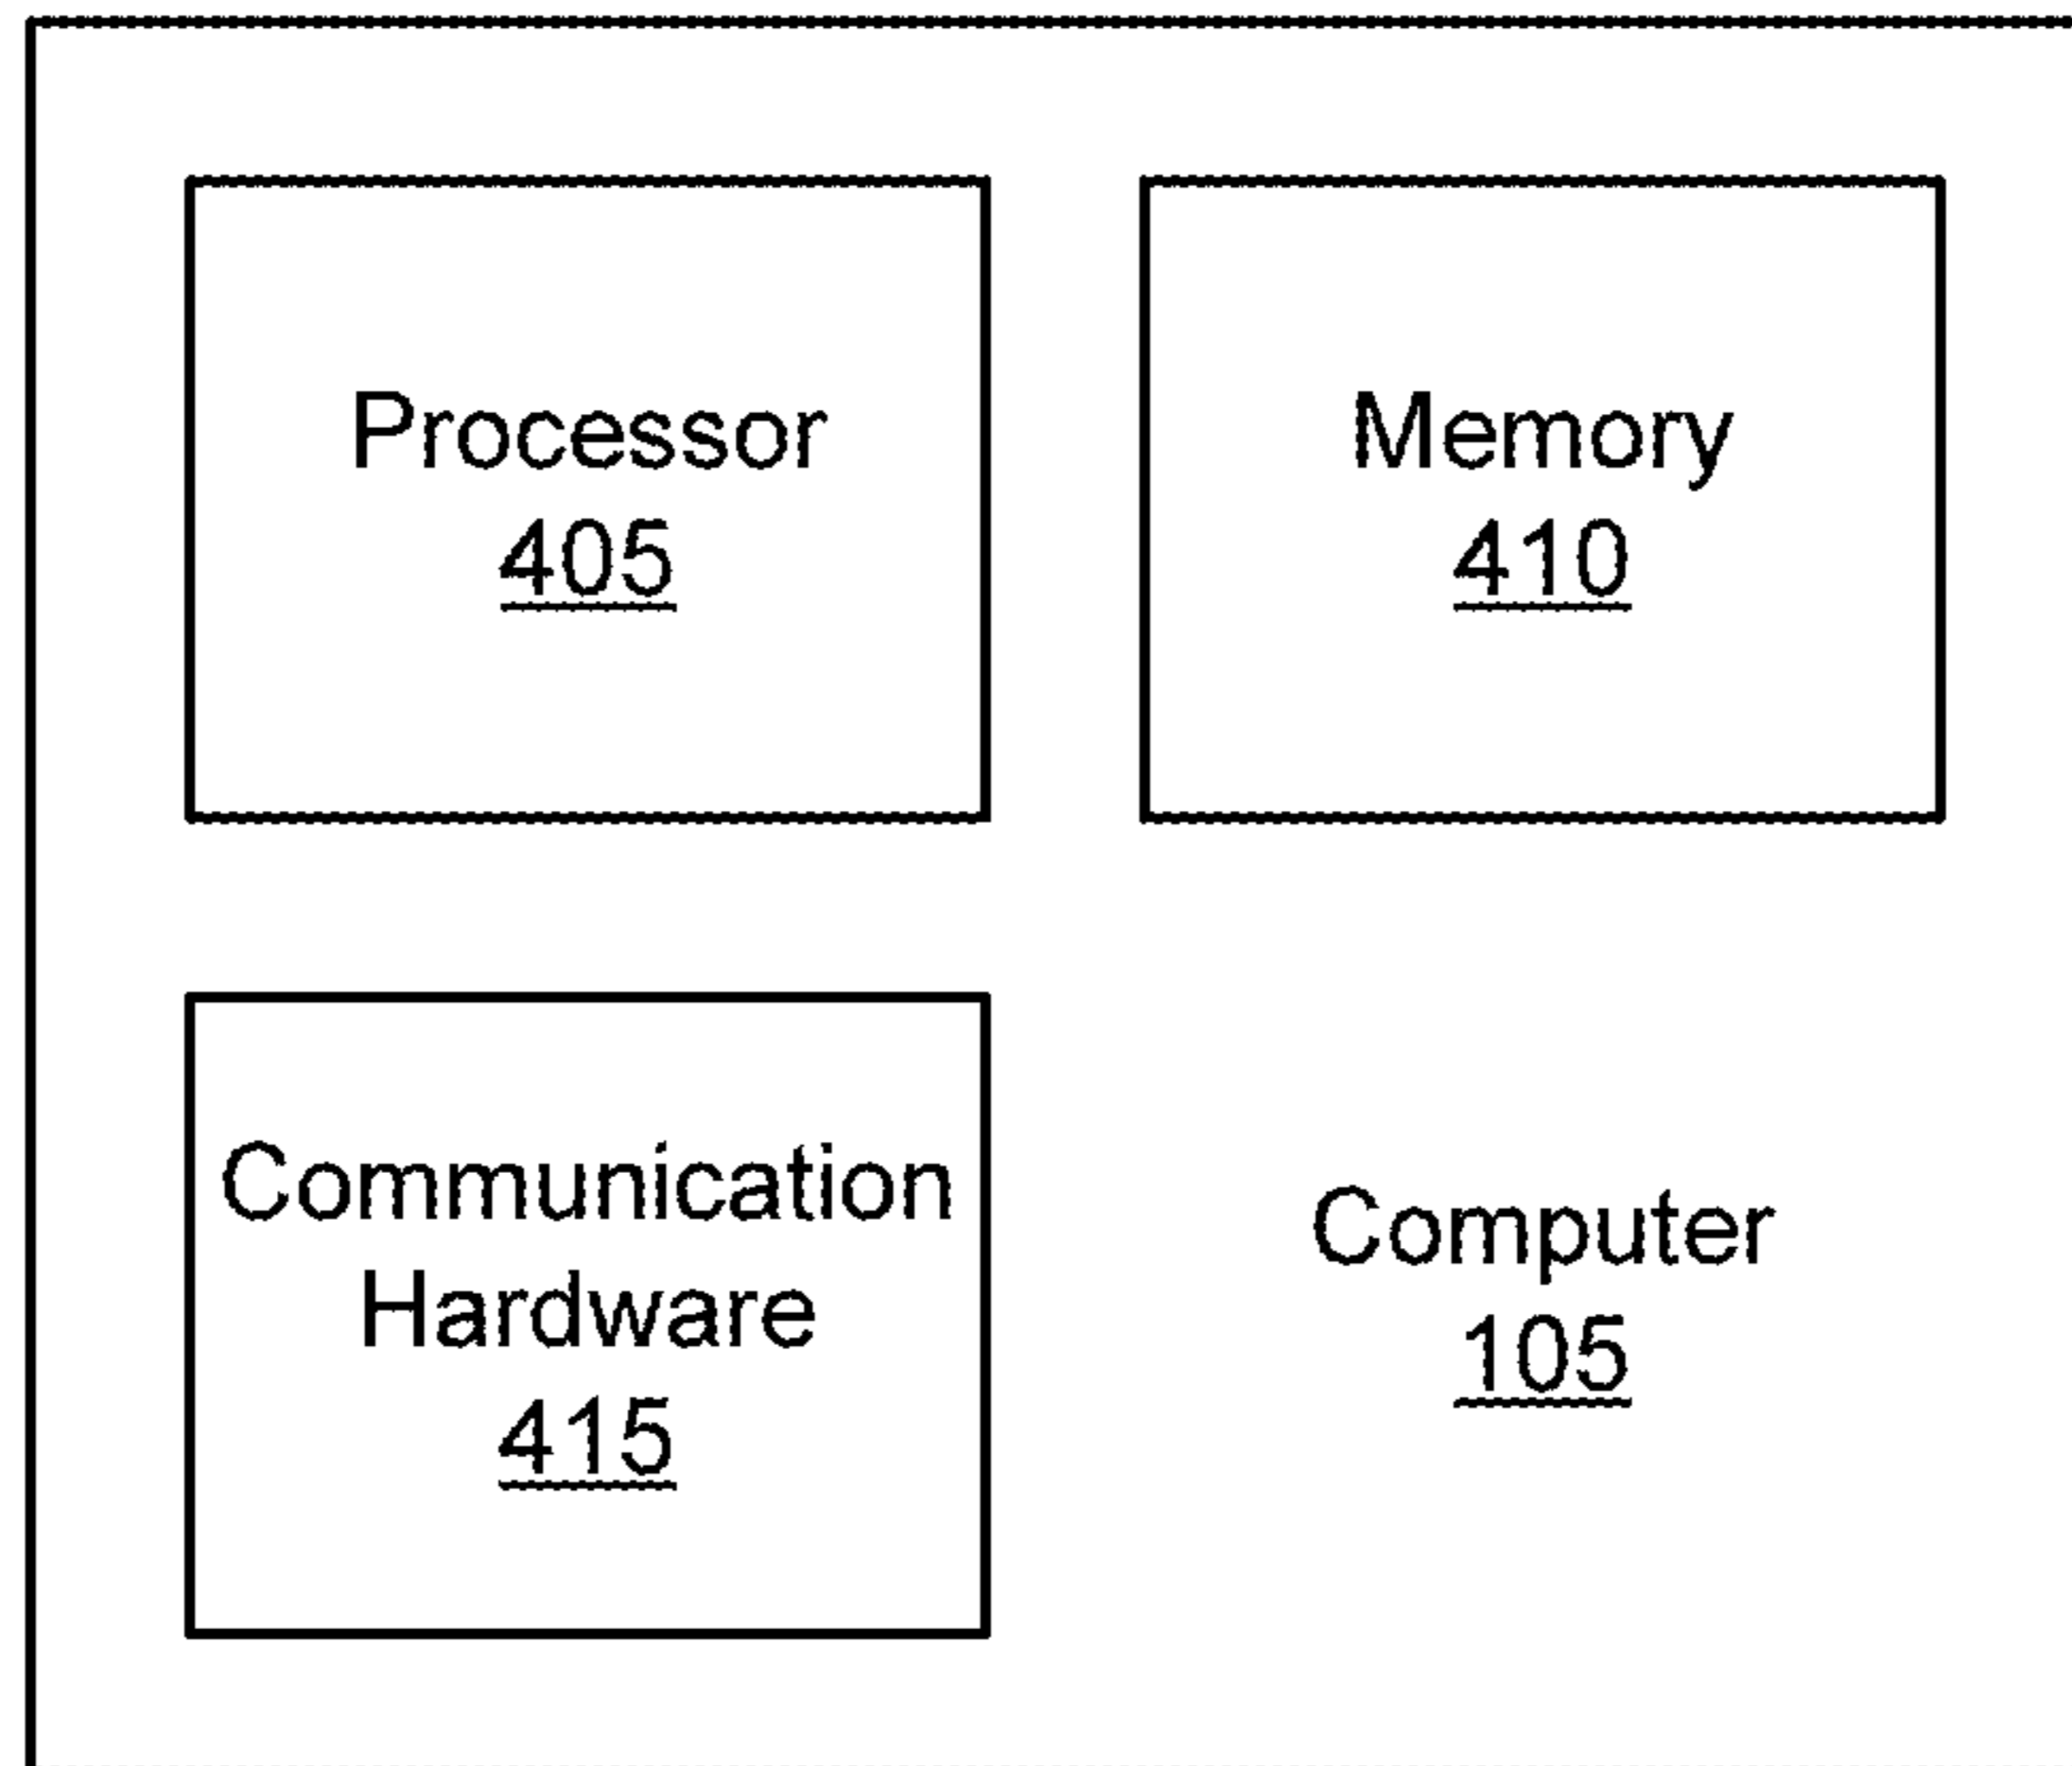 Processor
405
Memory
410
Communication
Hardware
415
Computer
105